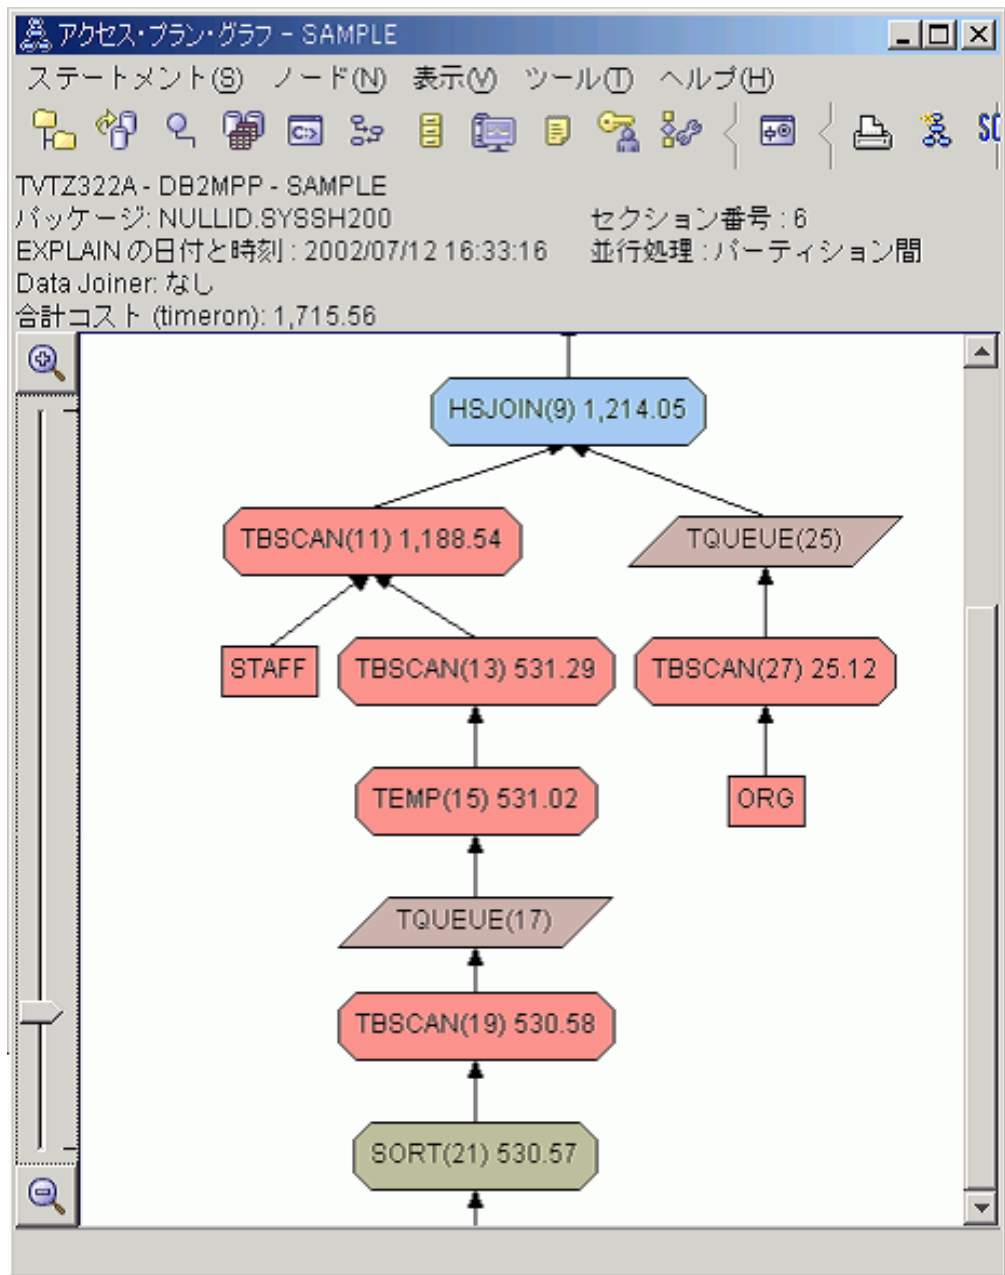 アクセス・プラン・グラフ - SAMPLE
ステートメント(S) ノード(N) 表示(V) ツール(T) ヘルプ(H)
TVTZ322A - DB2MPP - SAMPLE
パッケージ: NULLID.SYSSH200 セクション番号 : 6
EXPLAIN の日付と時刻 : 2002/07/12 16:33:16 並行処理 : パーティション間
Data Joiner: なし
合計コスト (timeron): 1,715.56
HSJOIN(9) 1,214.05
TBSCAN(11) 1,188.54 TQUEUE(25)
STAFF TBSCAN(13) 531.29 TBSCAN(27) 25.12
TEMP(15) 531.02 ORG
TQUEUE(17)
TBSCAN(19) 530.58
SORT(21) 530.57